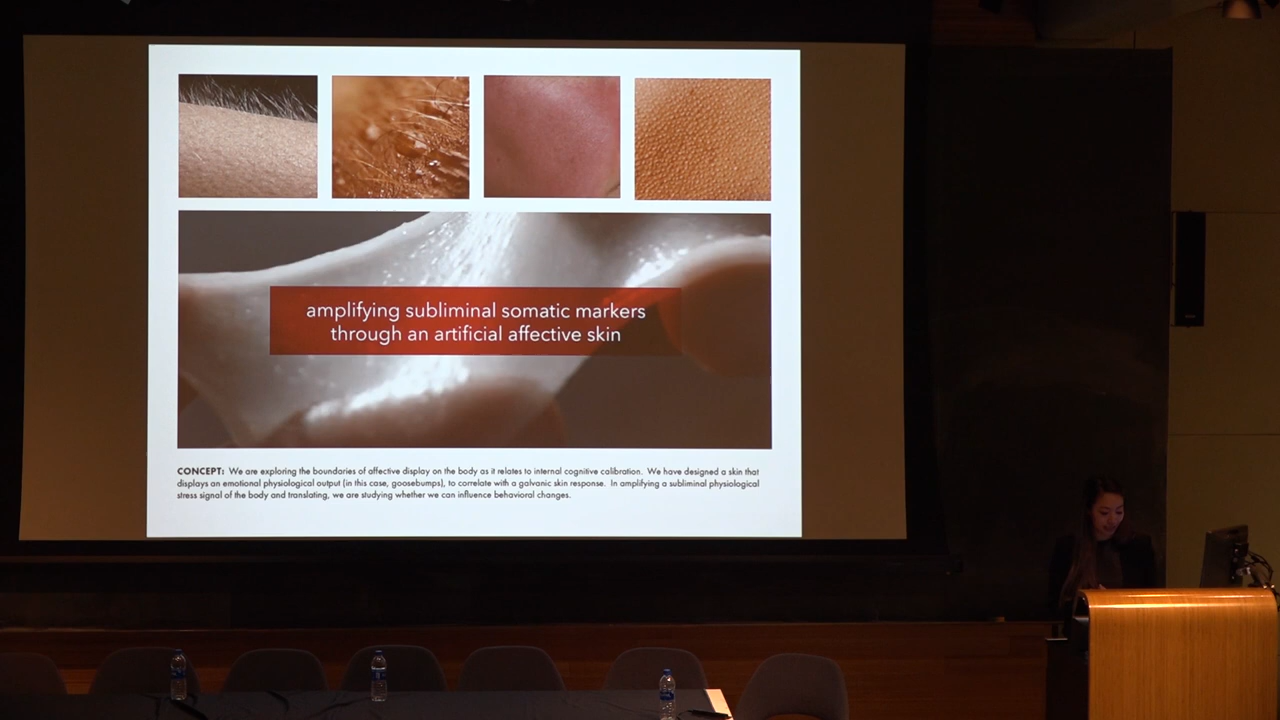 amplifying subliminal somatic markers
through an artificial affective skin
CONCEPT: We are exploring the boundaries of affective display on the body as it relates to internal cognitive calibration. We have designed a skin that
displays an emotional physiological output (in this case, goosebumps), to correlate with a galvanic skin response. In amplifying a subliminal physiological
stress signal of the body and translating, we are studying whether we can influence behavioral changes.